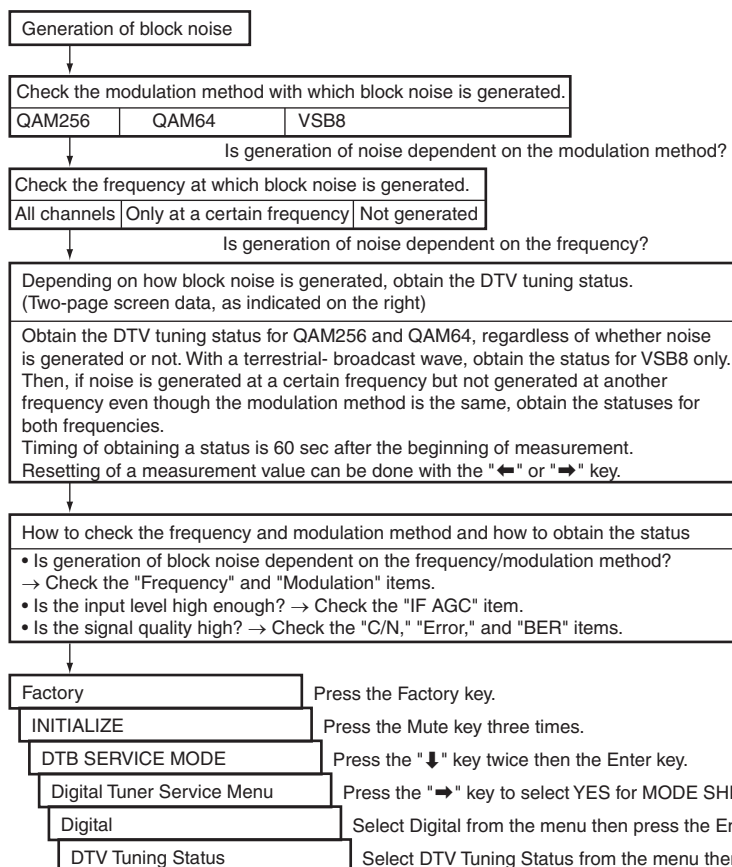 Generation of block noise
Check the modulation method with which block noise is generated.
QAM256 QAM64 VSB8
Is generation of noise dependent on the modulation method?
Check the frequency at which block noise is generated.
All channels Only at a certain frequency Not generated
Is generation of noise dependent on the frequency?
Depending on how block noise is generated, obtain the DTV tuning status.
(Two-page screen data, as indicated on the right)
Obtain the DTV tuning status for QAM256 and QAM64, regardless of whether noise
is generated or not. With a terrestrial- broadcast wave, obtain the status for VSB8 only.
Then, if noise is generated at a certain frequency but not generated at another
frequency even though the modulation method is the same, obtain the statuses for
both frequencies.
Timing of obtaining a status is 60 sec after the beginning of measurement.
Resetting of a measurement value can be done with the "←" or "→" key.
How to check the frequency and modulation method and how to obtain the status
• Is generation of block noise dependent on the frequency/modulation method?
→ Check the "Frequency" and "Modulation" items.
• Is the input level high enough? → Check the "IF AGC" item.
• Is the signal quality high? → Check the "C/N," "Error," and "BER" items.
Factory Press the Factory key.
INITIALIZE Press the Mute key three times.
DTB SERVICE MODE Press the "↓" key twice then the Enter key.
Digital Tuner Service Menu Press the "→" key to select YES for MODE
Digital Select Digital from the menu then press the
DTV Tuning Status Select DTV Tuning Status from the menu